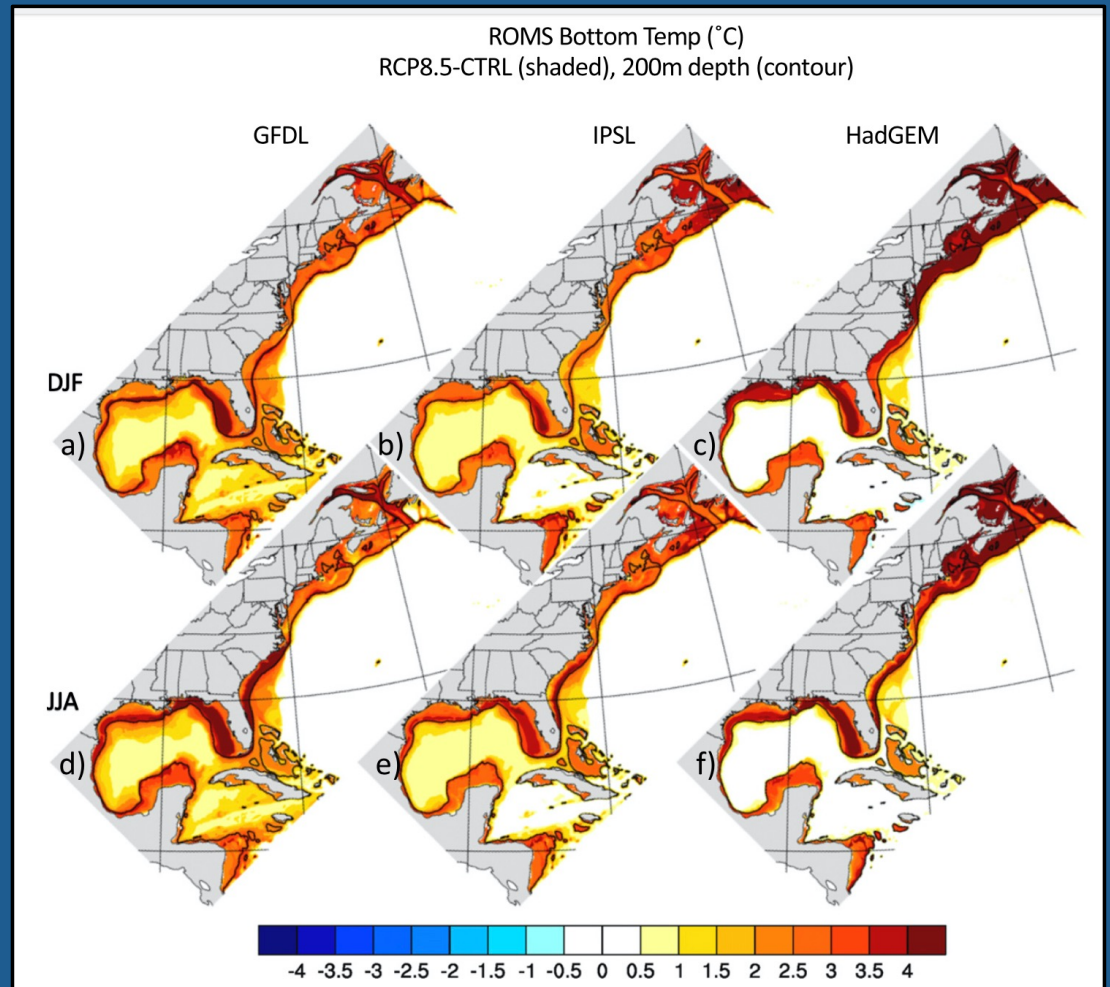 ROMS Bottom Temp (˚C)
RCP8.5-CTRL (shaded), 200m depth (contour)
GFDL IPSL HadGEM
DJF
a) b) c)
JJA
d) e) f)
-4 -3.5 -3 -2.5 -2 -1.5 -1 -0.5 0 0.5 1 1.5 2 2.5 3 3.5 4